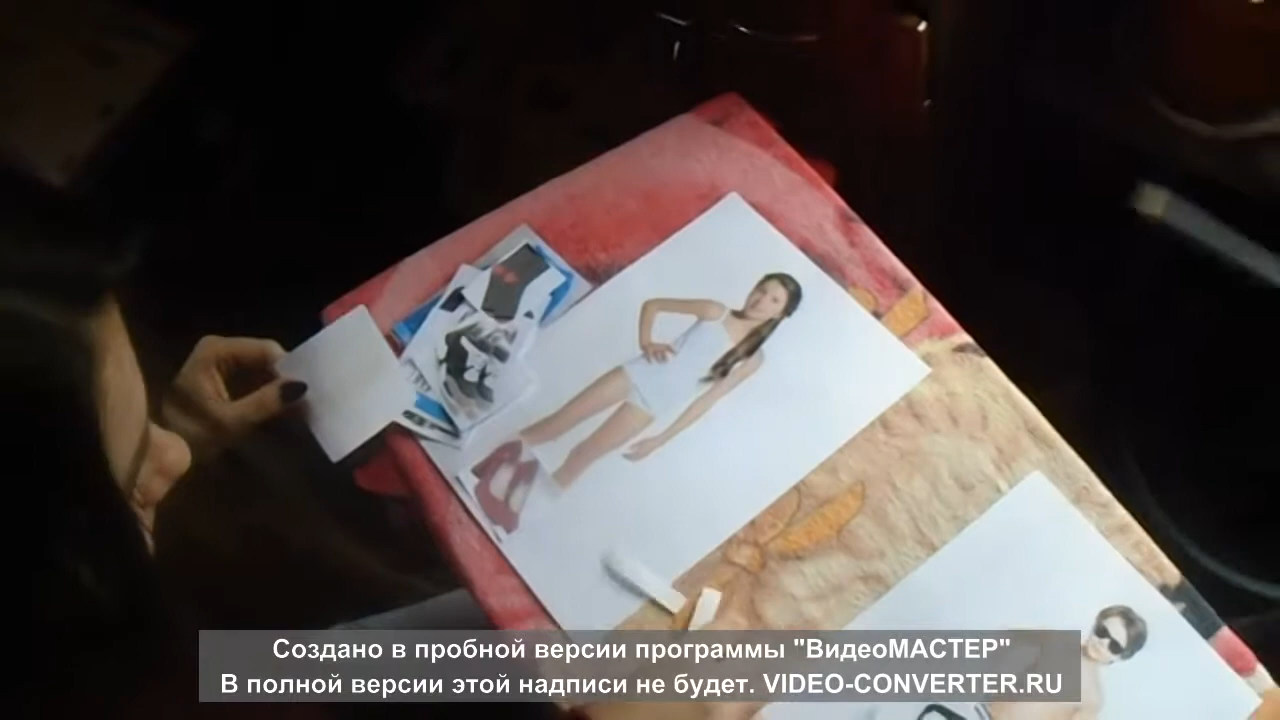 Создано в пробной версии программы "ВидеоМАСТЕР"
В полной версии этой надписи не будет. VIDEO-CONVERTER.RU